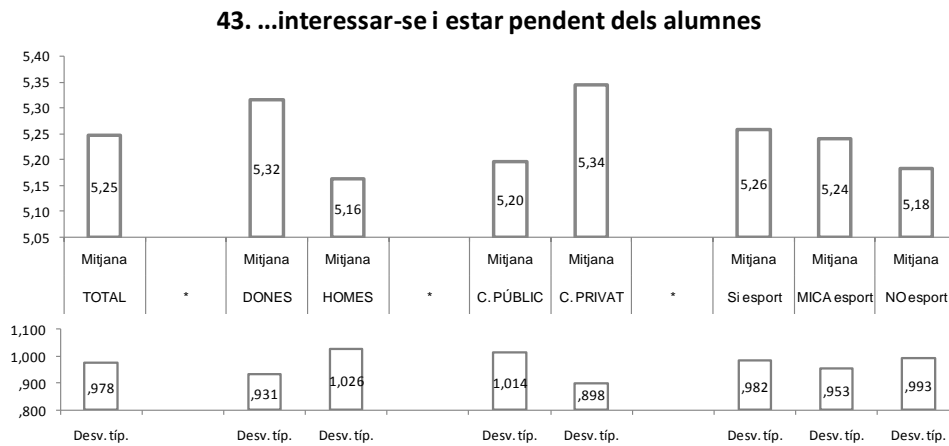 43. ...interessar-se i estar pendent dels alumnes
5,40
5,35
5,30
5,25
5,20
5,15
5,10
5,05
5,25 5,32 5,16 5,20 5,34 5,26 5,24 5,18
Mitjana Mitjana Mitjana Mitjana Mitjana Mitjana Mitjana Mitjana
TOTAL * DONES HOMES * C. PÚBLIC C. PRIVAT * Si esport MICA esport NO esport
1,100
1,000
,900
,800
,978 ,931 1,026 1,014 ,898 ,982 ,953 ,993
Desv. típ. Desv. típ. Desv. típ. Desv. típ. Desv. típ. Desv. típ. Desv. típ. Desv. típ.